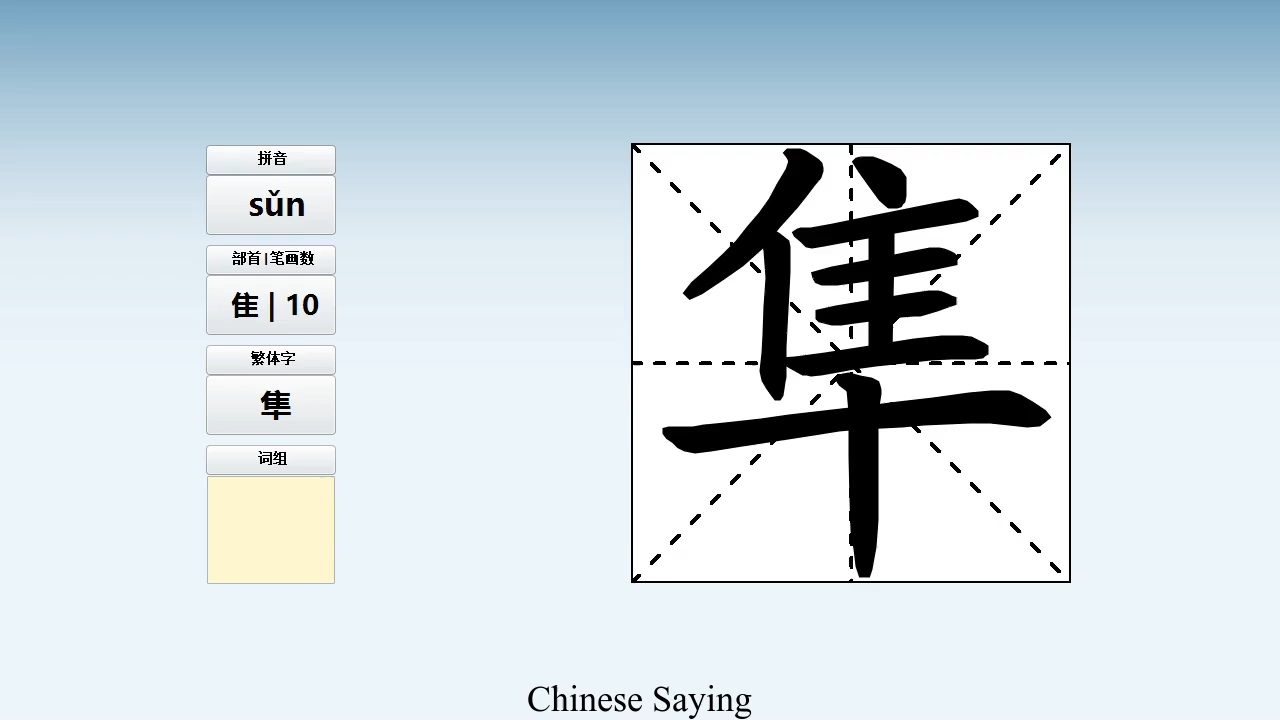 拼音
sǔn
部首|笔画数
隹 | 10
繁体字
隼
词组
隼
Chinese Saying